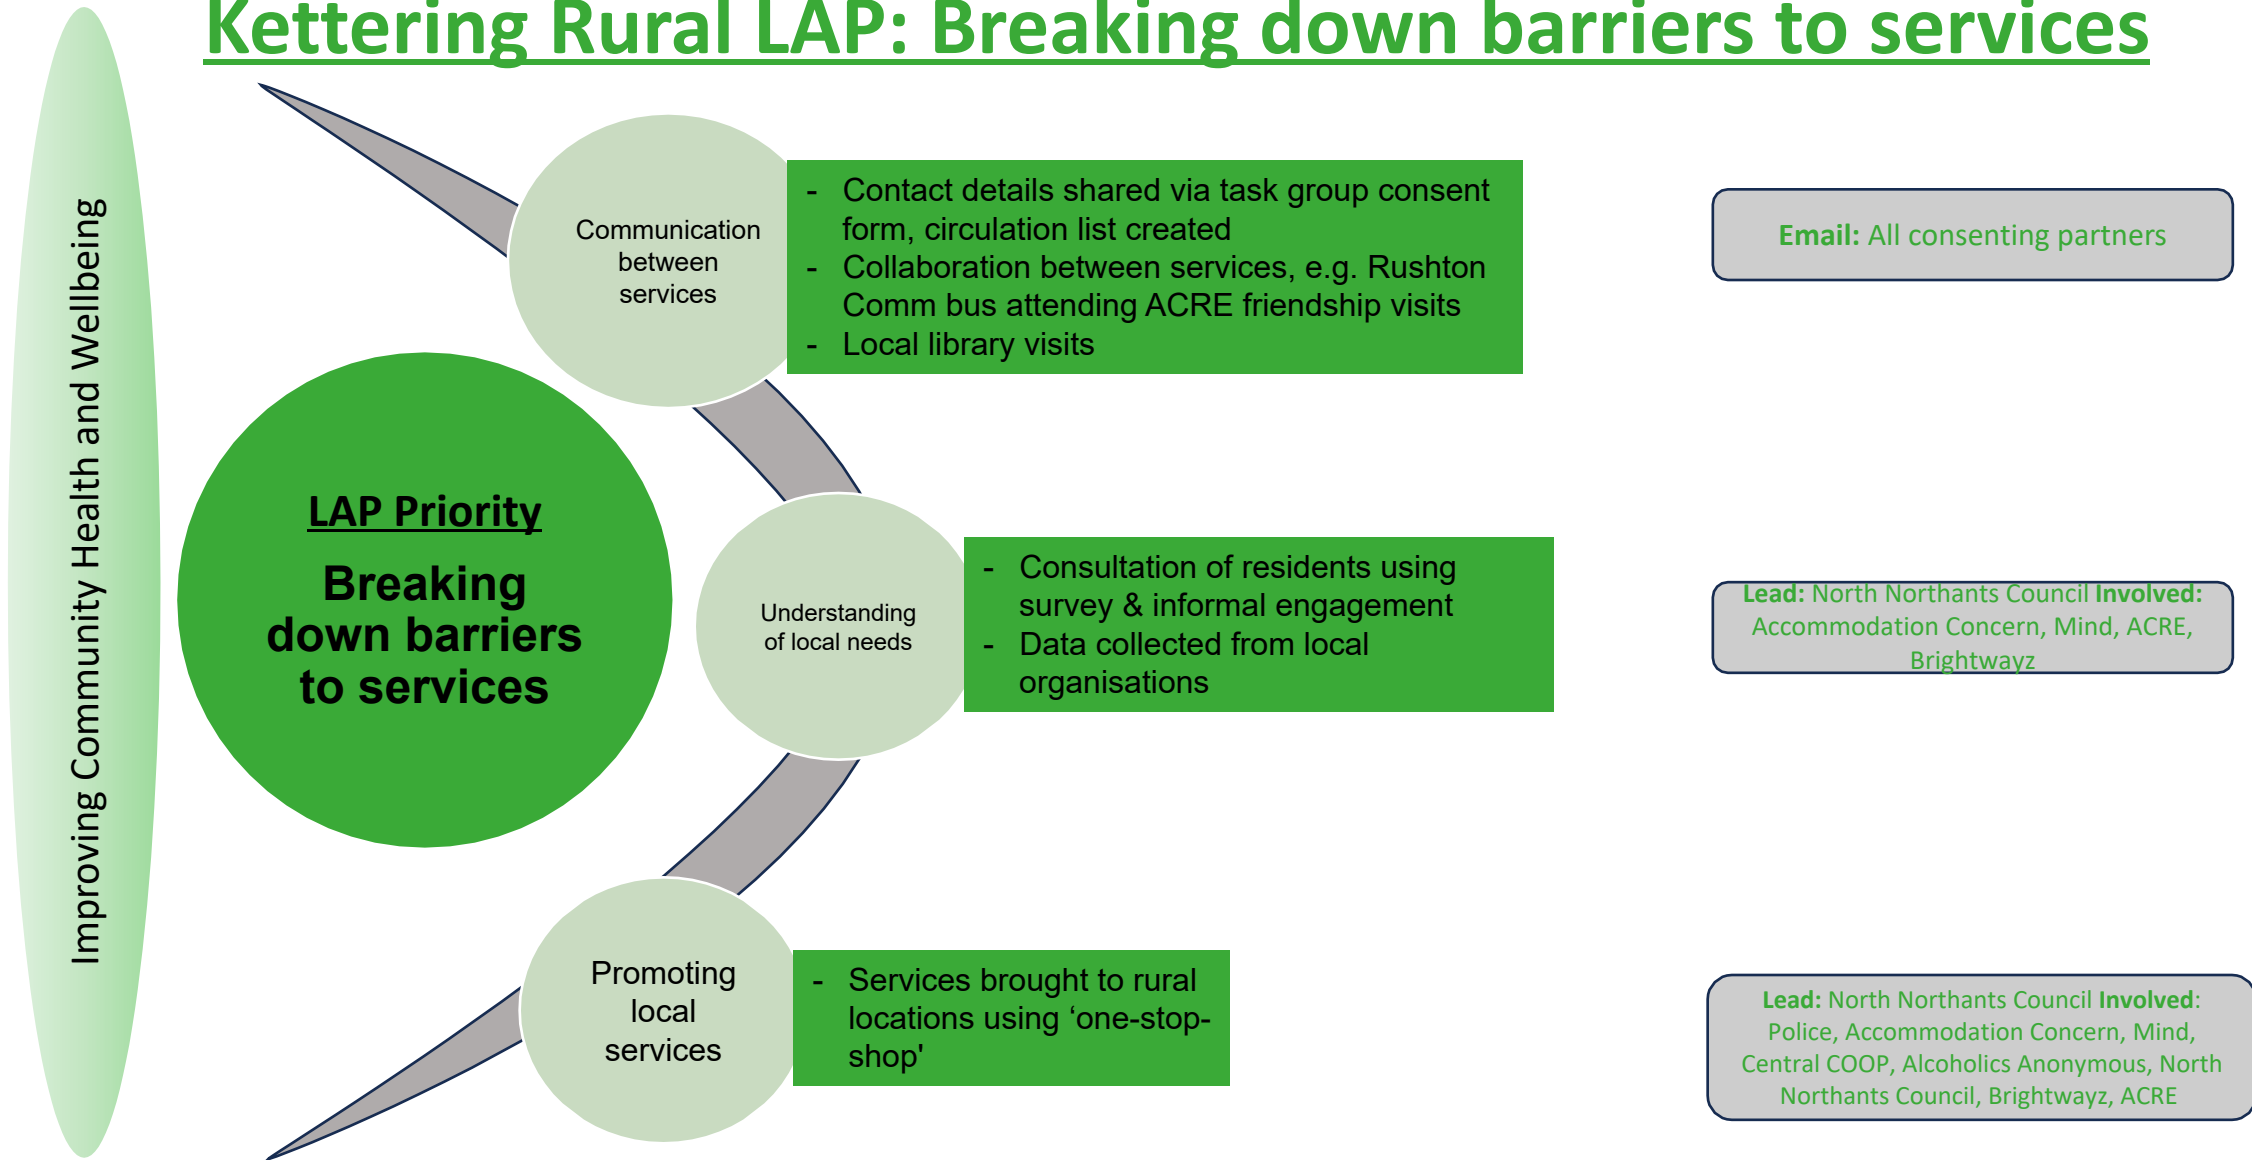 Kettering Rural LAP: Breaking down barriers to services
Improving Community Health and Wellbeing
LAP Priority
Breaking
down barriers
to services
Communication
between
services
- Contact details shared via task group consent
form, circulation list created
- Collaboration between services, e.g. Rushton
Comm bus attending ACRE friendship visits
- Local library visits
Email: All consenting partners
Understanding
of local needs
- Consultation of residents using
survey & informal engagement
- Data collected from local
organisations
Lead: North Northants Council Involved:
Accommodation Concern, Mind, ACRE,
Brightwayz
Promoting
local
services
- Services brought to rural
locations using ‘one-stop-
shop'
Lead: North Northants Council Involved:
Police, Accommodation Concern, Mind,
Central COOP, Alcoholics Anonymous, North
Northants Council, Brightwayz, ACRE